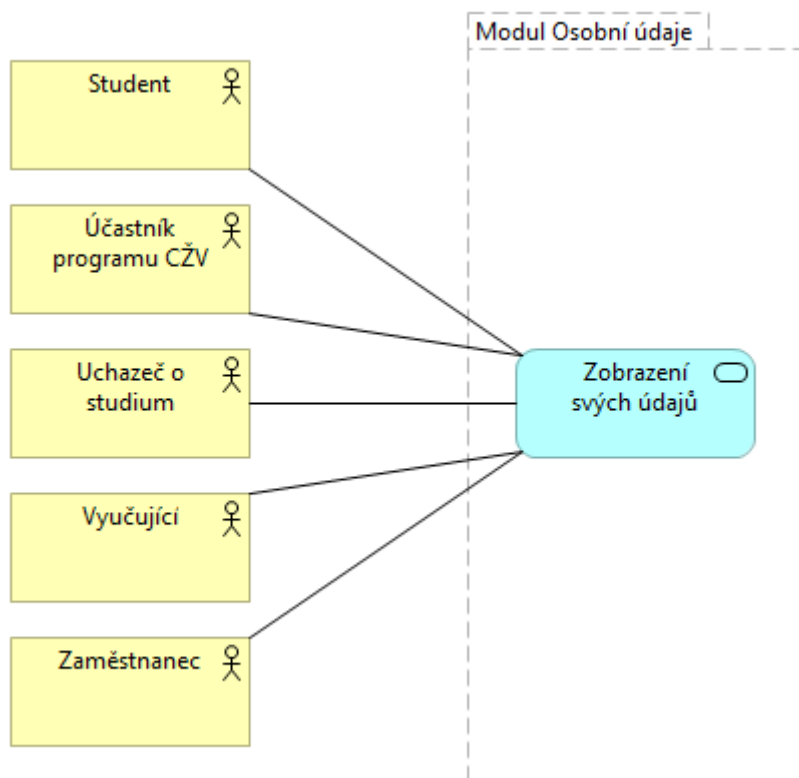 Modul Osobní údaje
Student
Účastník
programu CŽV
Uchazeč o
studium
Zobrazení
svých údajů
Vyučující
Zaměstnanec